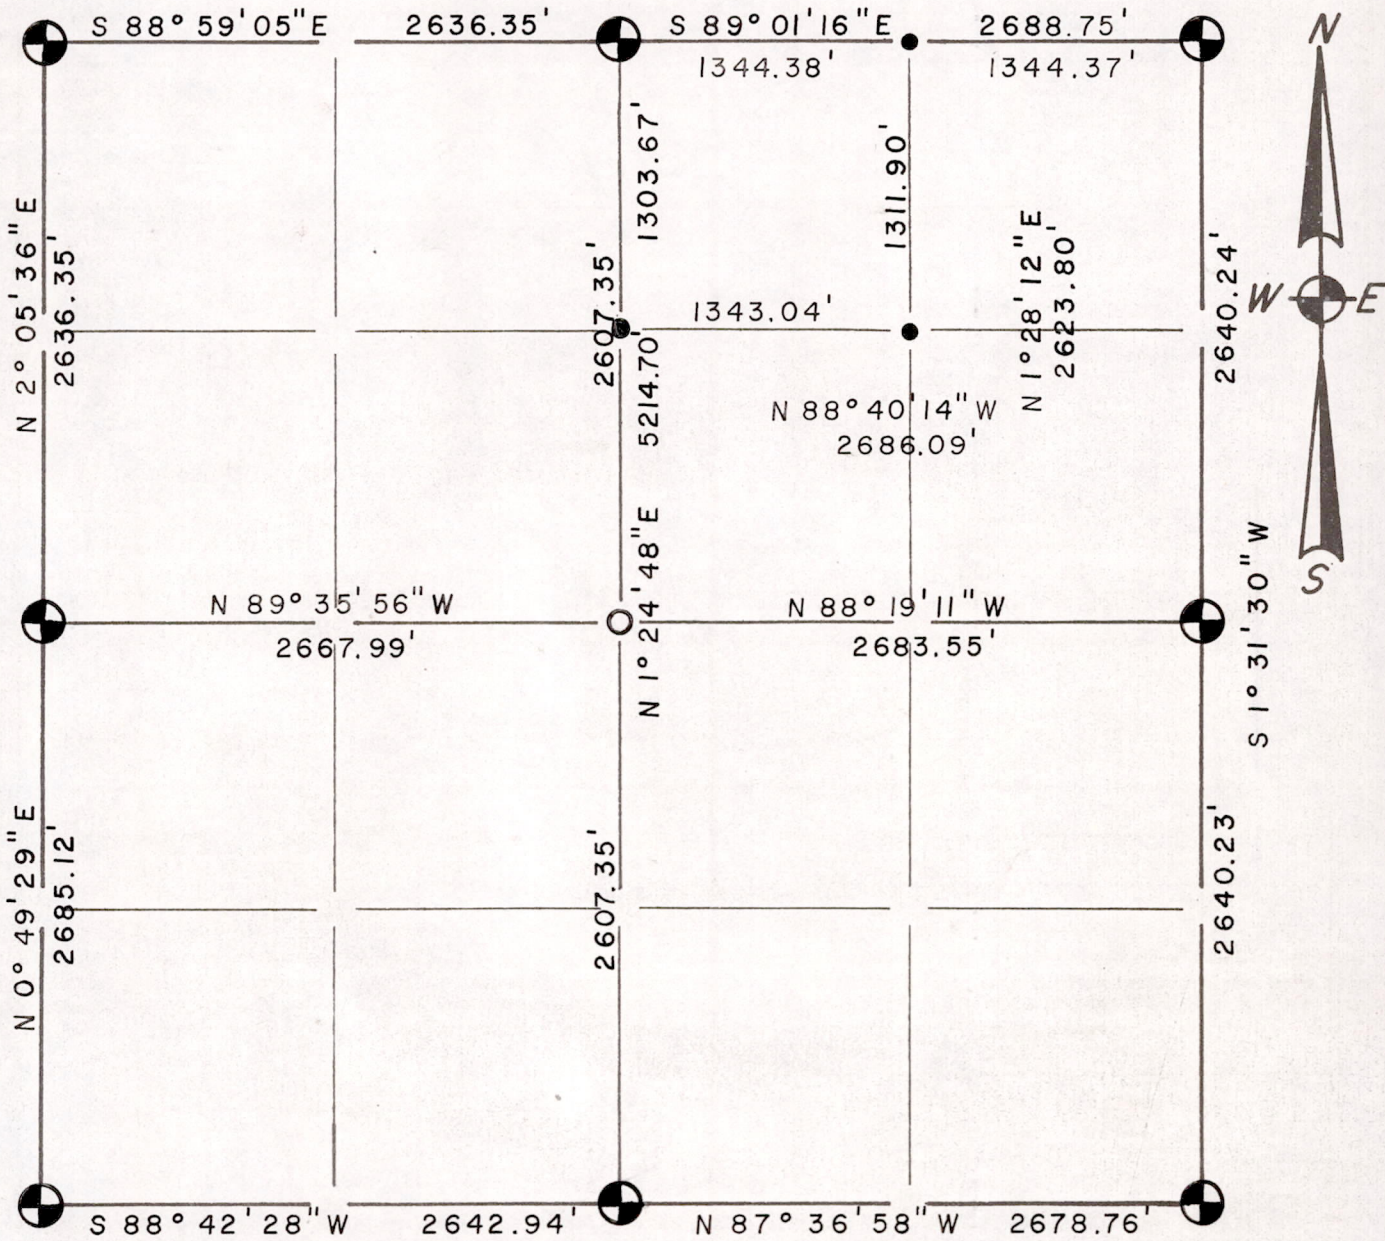 S 88° 59' 05" E 2636.35' S 89° 01' 16" E 2688.75'
1344.38' 1344.37'
N
1303.67'
1311.90'
N 2° 05' 36" E
2636.35'
2607.35'
N 1° 28' 12" E
2623.80'
2640.24'
W E
1343.04'
5214.70'
N 88° 40' 14" W
2686.09'
N 1° 24' 48" E
S 1° 31' 30" W
S
N 89° 35' 56" W
2667.99'
N 88° 19' 11" W
2683.55'
N 0° 49' 29" E
2685.12'
2607.35'
2640.23'
S 88° 42' 28" W 2642.94' N 87° 36' 58" W 2678.76'